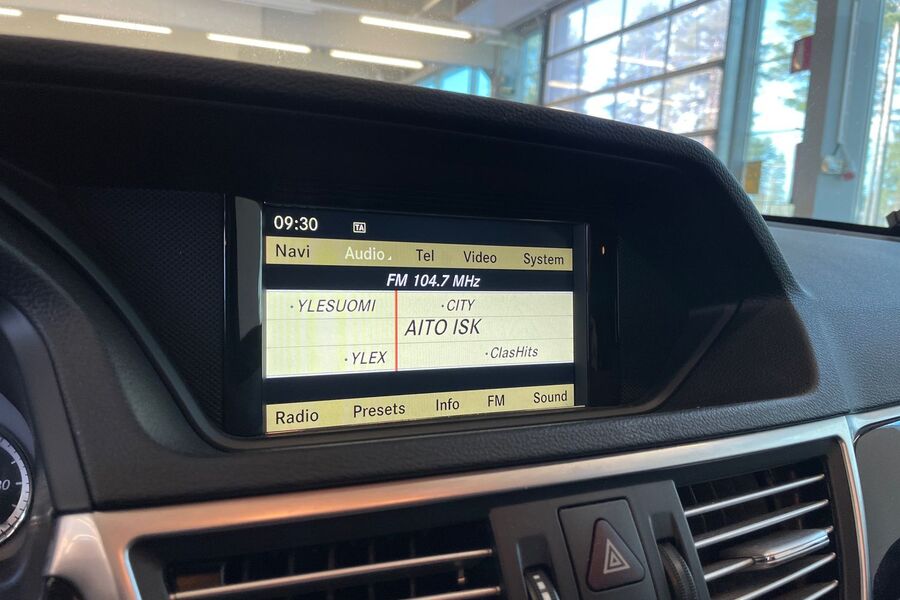 09:30 TA
Navi Audio Tel Video System
FM 104.7 MHz
·YLESUOMI ·CITY
AITO ISK
·YLEX ·ClasHits
Radio Presets Info FM Sound